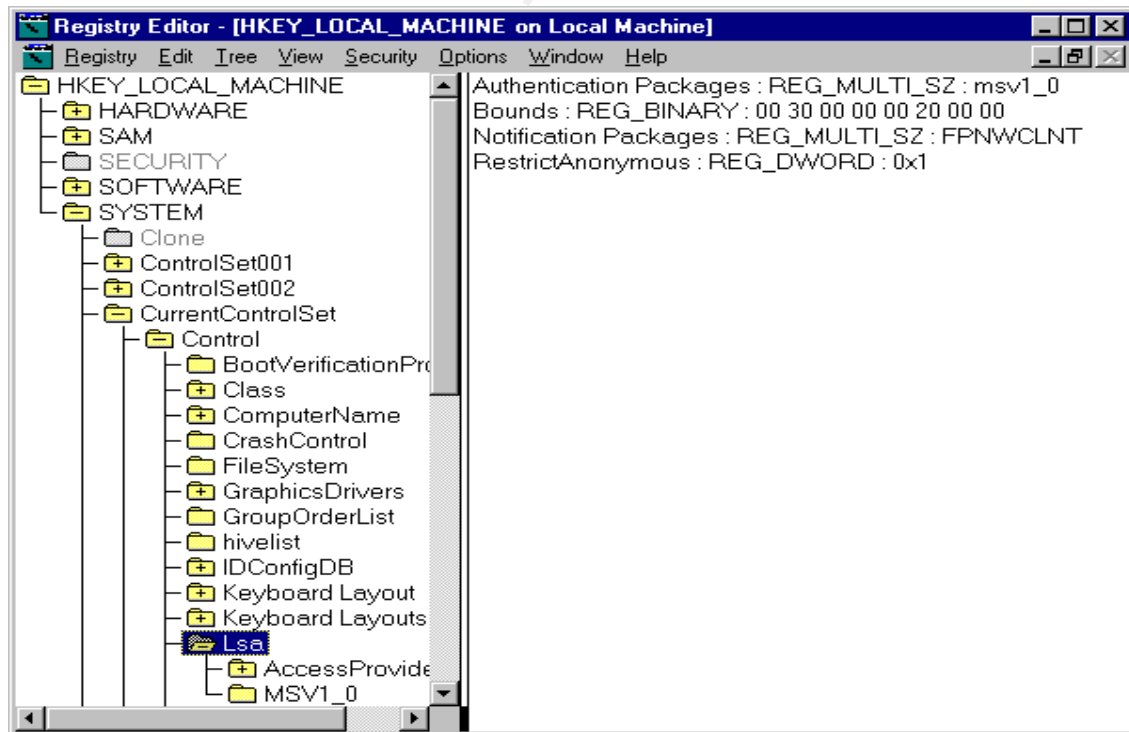 Registry Editor - [HKEY_LOCAL_MACHINE on Local Machine]
Registry Edit Tree View Security Options Window Help
HKEY_LOCAL_MACHINE
HARDWARE
SAM
SECURITY
SOFTWARE
SYSTEM
Clone
ControlSet001
ControlSet002
CurrentControlSet
Control
BootVerificationPro
Class
ComputerName
CrashControl
FileSystem
GraphicsDrivers
GroupOrderList
hivelist
IDConfigDB
Keyboard Layout
Keyboard Layouts
Lsa
AccessProvide
MSV1_0
Authentication Packages : REG_MULTI_SZ : msv1_0
Bounds : REG_BINARY : 00 30 00 00 00 20 00 00
Notification Packages : REG_MULTI_SZ : FPNWCLNT
RestrictAnonymous : REG_DWORD : 0x1